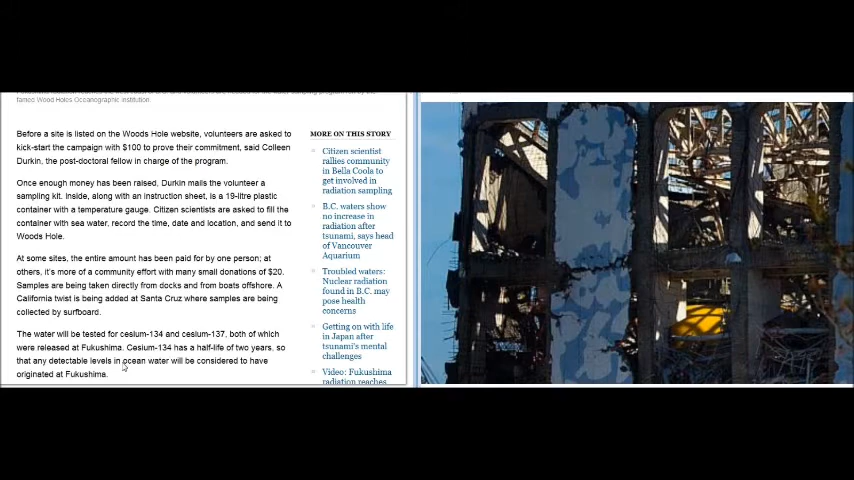 famed Wood Holes Oceanographic institution.
Before a site is listed on the Woods Hole website, volunteers are asked to
kick-start the campaign with $100 to prove their commitment, said Colleen
Durkin, the post-doctoral fellow in charge of the program.
Once enough money has been raised, Durkin mails the volunteer a
sampling kit. Inside, along with an instruction sheet, is a 19-litre plastic
container with a temperature gauge. Citizen scientists are asked to fill the
container with sea water, record the time, date and location, and send it to
Woods Hole.
At some sites, the entire amount has been paid for by one person; at
others, it's more of a community effort with many small donations of $20.
Samples are being taken directly from docks and from boats offshore. A
California twist is being added at Santa Cruz where samples are being
collected by surfboard.
The water will be tested for cesium-134 and cesium-137, both of which
were released at Fukushima. Cesium-134 has a half-life of two years, so
that any detectable levels in ocean water will be considered to have
originated at Fukushima.
MORE ON THIS STORY
Citizen scientist
rallies community
in Bella Coola to
get involved in
radiation sampling
B.C. waters show
no increase in
radiation after
tsunami, says head
of Vancouver
Aquarium
Troubled waters:
Nuclear radiation
found in B.C. may
pose health
concerns
Getting on with life
in Japan after
tsunami's mental
challenges
Video: Fukushima
radiation reaches